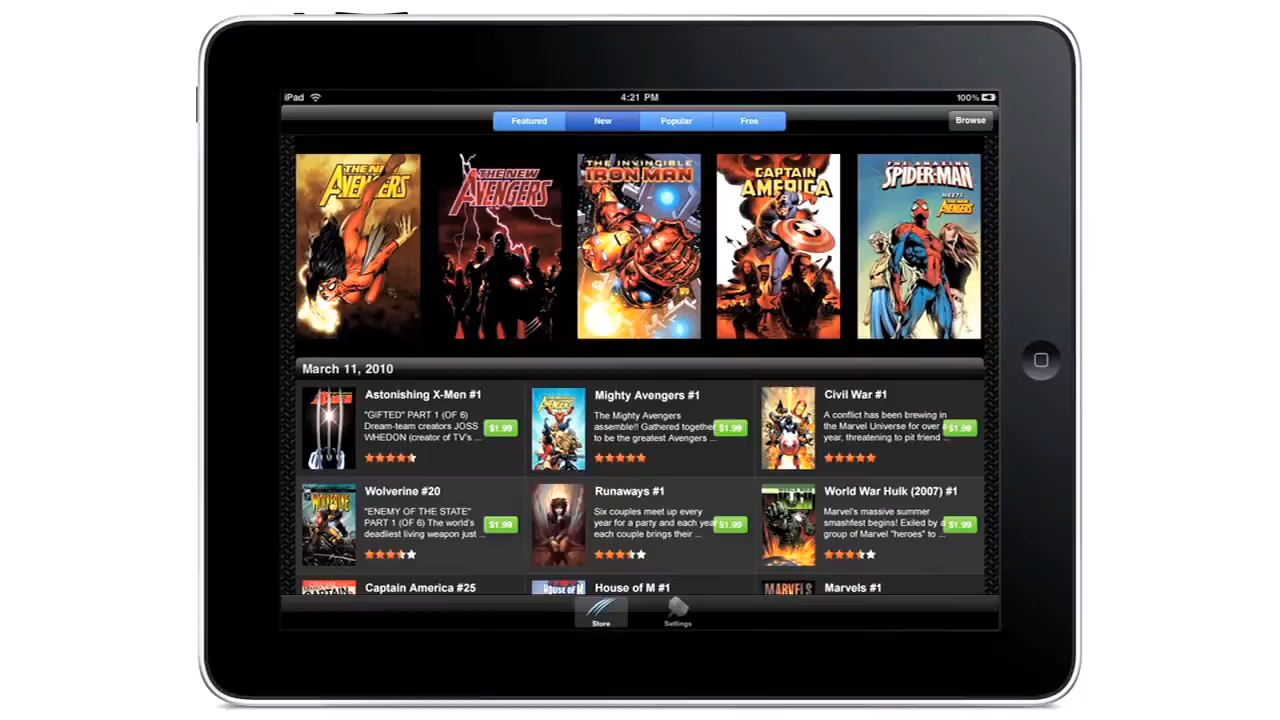 iPad
4:21 PM
100%
Featured
New
Popular
Free
Browse
THE NEW
AVENGERS
THE INVINCIBLE
IRON MAN
CAPTAIN
AMERICA
THE AMAZING
SPIDER-MAN
MEETS
THE NEW
AVENGERS
March 11, 2010
Astonishing X-Men #1
"GIFTED" PART 1 (OF 6)
Dream-team creators JOSS
WHEDON (creator of TV's ...
$1.99
Mighty Avengers #1
The Mighty Avengers
assemble!! Gathered together
to be the greatest Avengers ...
$1.99
Civil War #1
A conflict has been brewing in
the Marvel Universe for over a
year, threatening to pit friend ...
$1.99
Wolverine #20
"ENEMY OF THE STATE"
PART 1 (OF 6) The world's
deadliest living weapon just ...
$1.99
WOLVERINE
Runaways #1
Six couples meet up every
year for a party and each year
each couple brings their ...
$1.99
World War Hulk (2007) #1
Marvel's massive summer
smashfest begins! Exiled by a
group of Marvel "heroes" to ...
$1.99
Captain America #25
CAPTAIN
House of M #1
HOUSE OF M
Marvels #1
MARVELS
Store
Settings